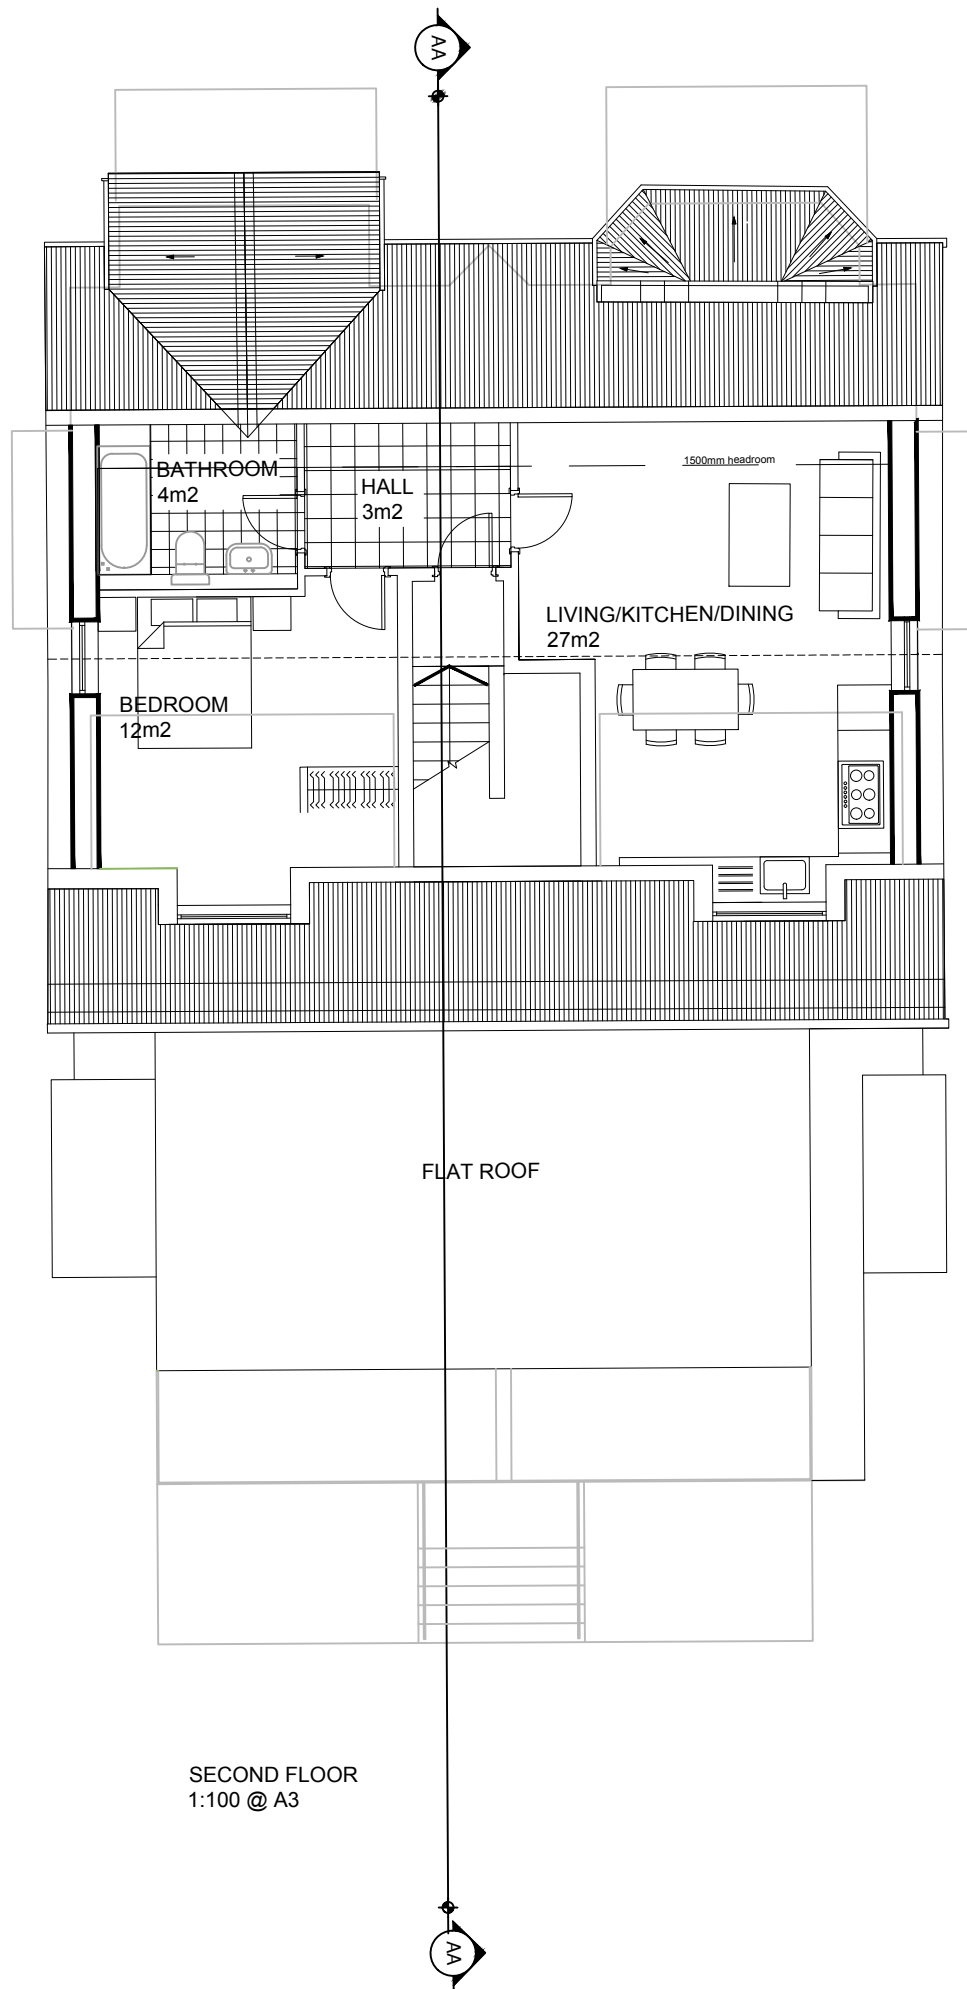 AA
BATHROOM
4m2
HALL
3m2
1500mm headroom
LIVING/KITCHEN/DINING
27m2
BEDROOM
12m2
FLAT ROOF
SECOND FLOOR
1:100 @ A3
AA